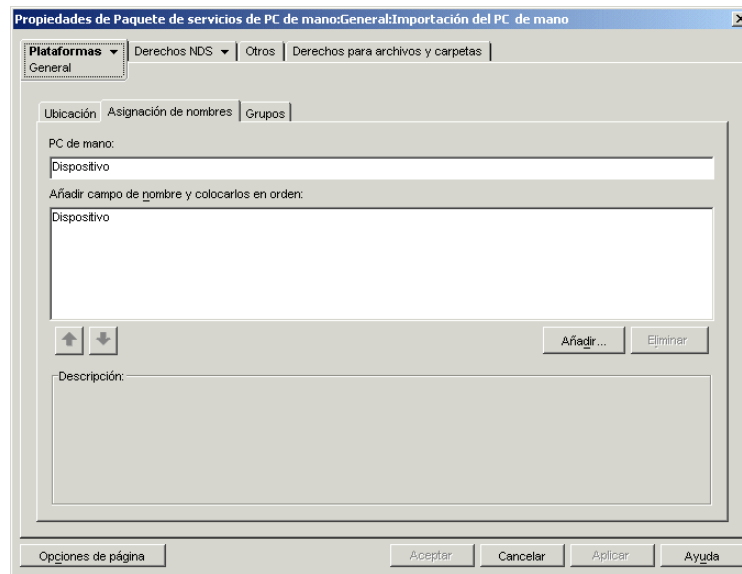 Propiedades de Paquete de servicios de PC de mano:General:Importación del PC de mano
Plataformas Derechos NDS Otros Derechos para archivos y carpetas
General
Ubicación Asignación de nombres Grupos
PC de mano:
Dispositivo
Añadir campo de nombre y colocarlos en orden:
Dispositivo
Añadir... Eliminar
Descripción:
Opciones de página Aceptar Cancelar Aplicar Ayuda